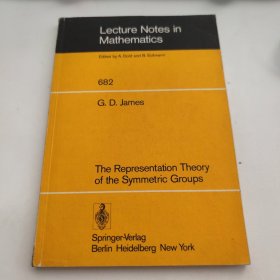 Lecture Notes in
Mathematics
Edited by A. Dold and B. Eckmann
682
G. D. James
The Representation Theory
of the Symmetric Groups
Springer-Verlag
Berlin Heidelberg New York